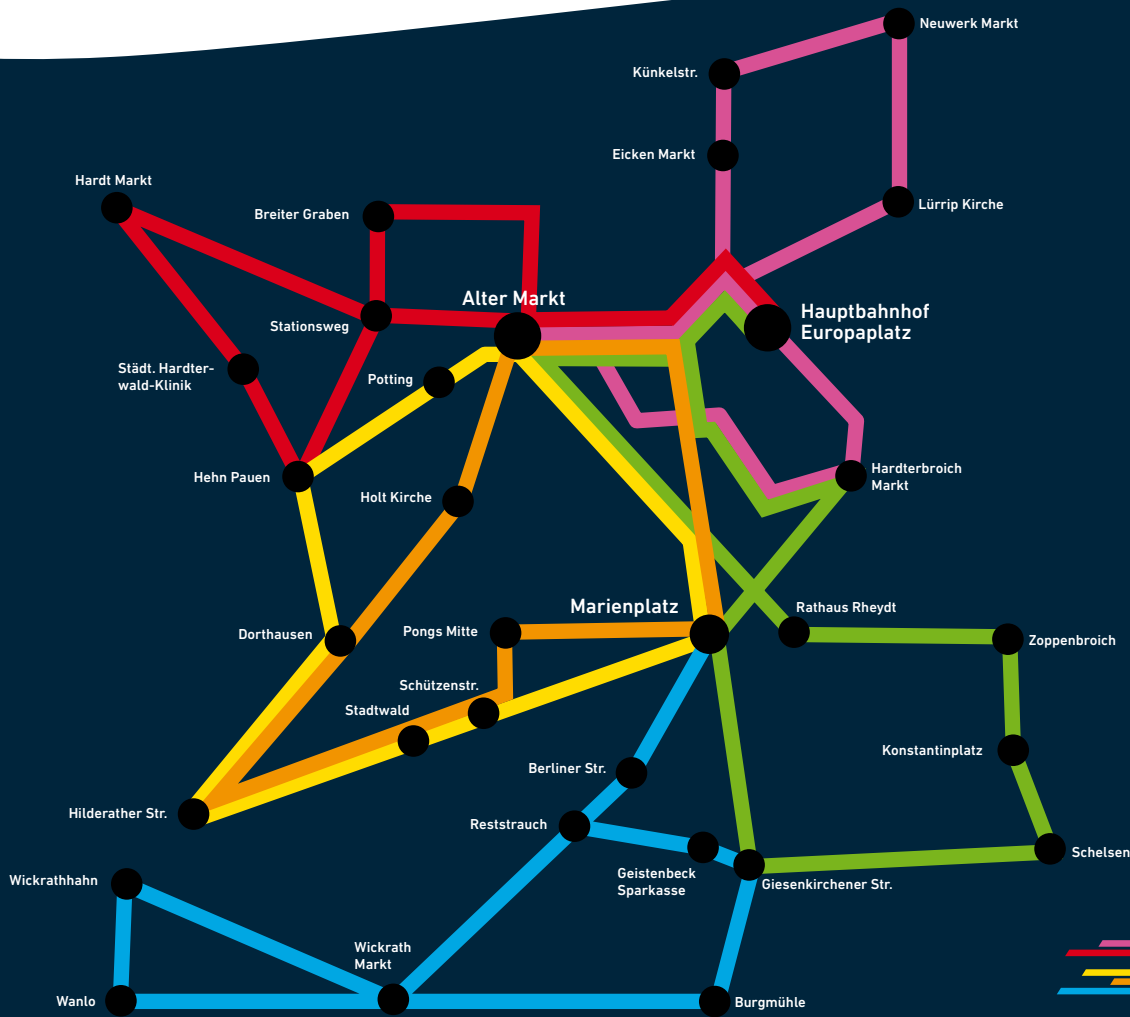 Neuwerk Markt
Künkelstr.
Eicken Markt
Hardt Markt
Lürrip Kirche
Breiter Graben
Alter Markt
Hauptbahnhof
Europaplatz
Stationsweg
Städt. Hardter-
wald-Klinik
Potting
Hehn Pauen
Hardterbroich
Markt
Holt Kirche
Marienplatz
Rathaus Rheydt
Dorthausen
Pongs Mitte
Zoppenbroich
Schützenstr.
Stadtwald
Konstantinplatz
Berliner Str.
Hilderather Str.
Reststrauch
Schelsen
Geistenbeck
Sparkasse
Giesenkirchener Str.
Wickrathhahn
Wickrath
Markt
Wanlo
Burgmühle